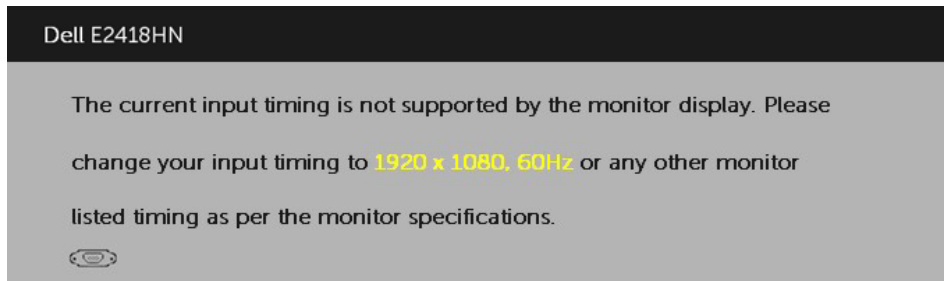 Dell E2418HN
The current input timing is not supported by the monitor display. Please
change your input timing to 1920 x 1080, 60Hz or any other monitor
listed timing as per the monitor specifications.